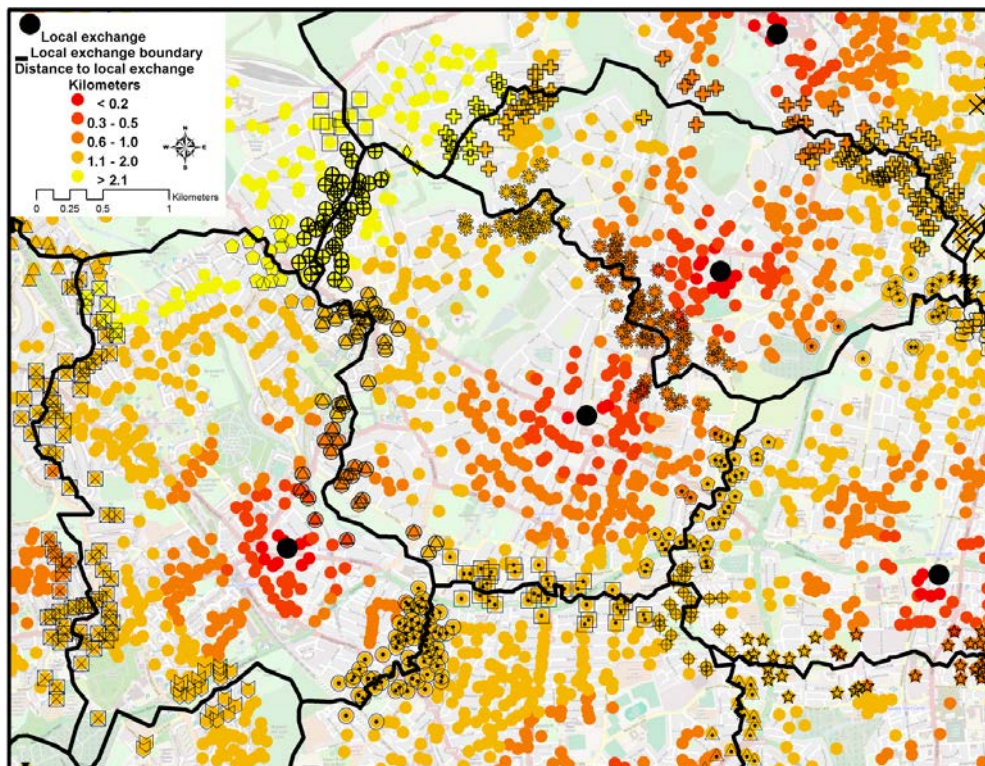 Local exchange
Local exchange boundary
Distance to local exchange
Kilometers
< 0.2
0.3 - 0.5
0.6 - 1.0
1.1 - 2.0
> 2.1
N
W E
S
Kilometers
0 0.25 0.5 1